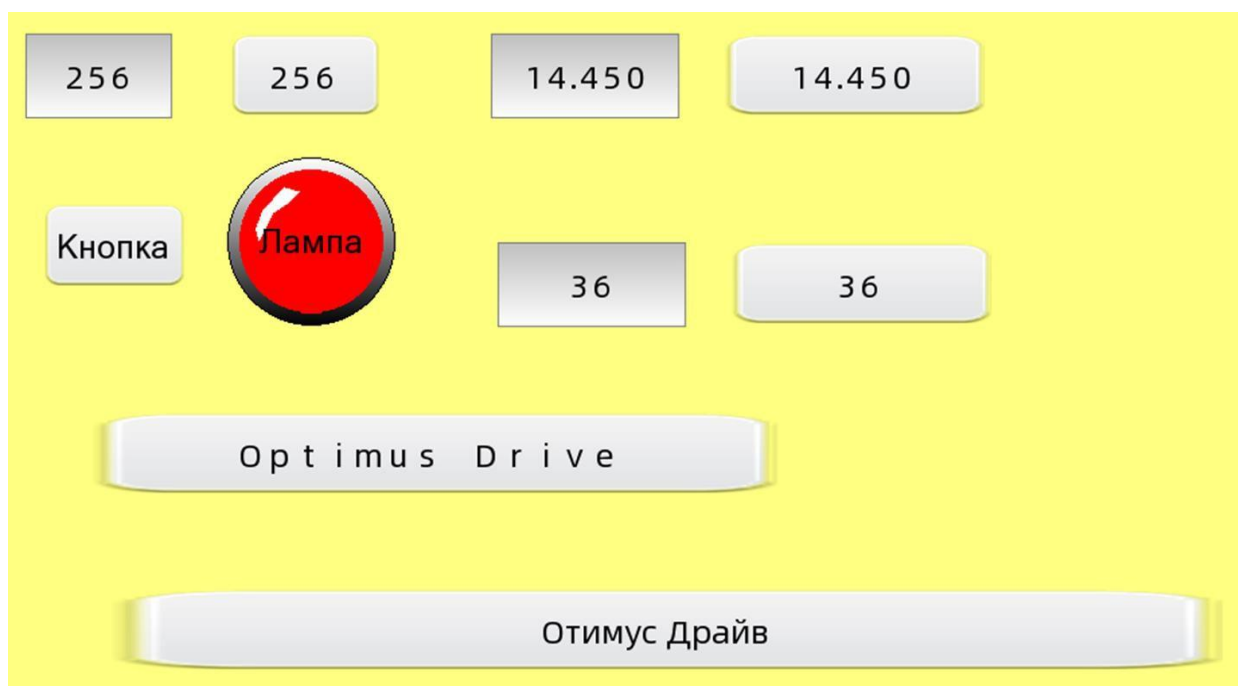 256 256 14.450 14.450
Кнопка Лампа
36 36
Optimus Drive
Отимус Драйв